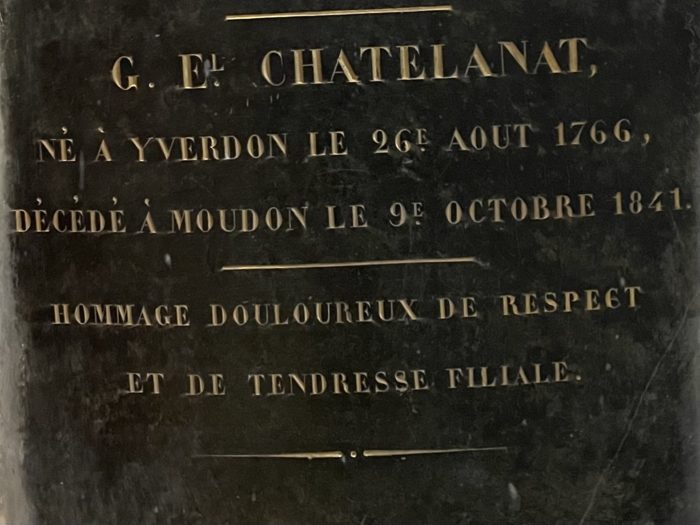 G. EL. CHATELANAT,
NÉ À YVERDON LE 26E AOUT 1766,
DÉCÉDÉ À MOUDON LE 9E OCTOBRE 1841.
HOMMAGE DOULOUREUX DE RESPECT
ET DE TENDRESSE FILIALE.